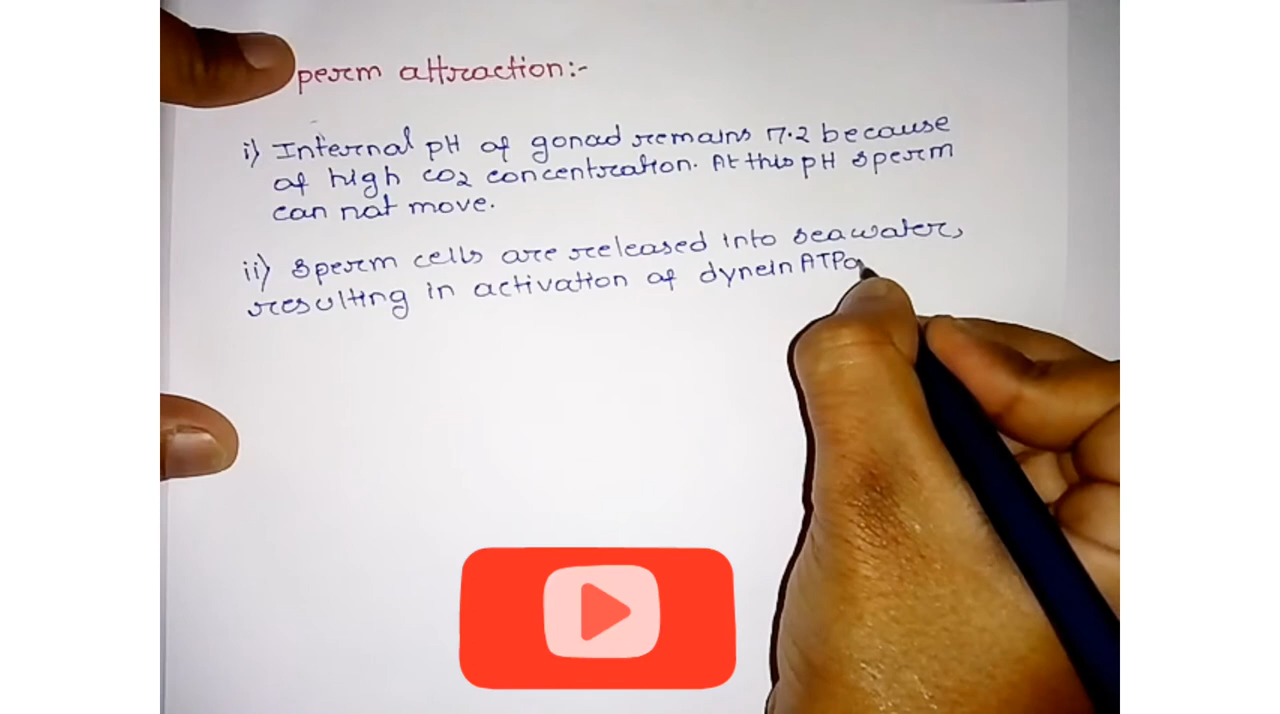 perm attraction:-
i) Internal pH of gonad remains 7.2 because
of high CO2 concentration. At this pH sperm
can not move.
ii) Sperm cells are released into seawater,
resulting in activation of dynein ATPa